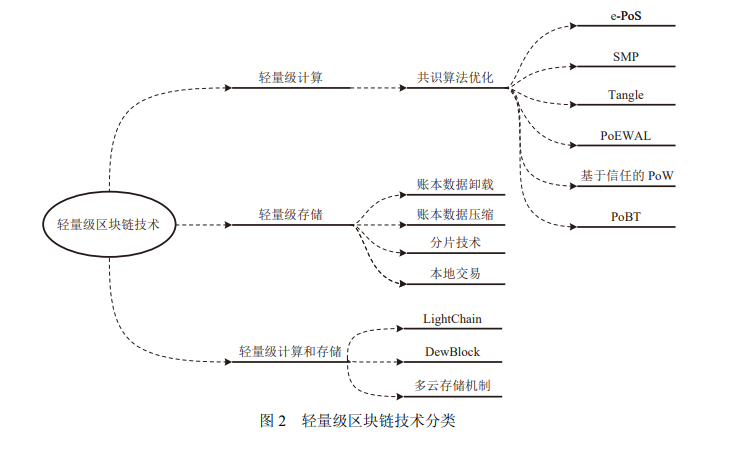 轻量级区块链技术
轻量级计算
共识算法优化
e-PoS
SMP
Tangle
PoEWAL
基于信任的 PoW
PoBT
轻量级存储
账本数据卸载
账本数据压缩
分片技术
本地交易
轻量级计算和存储
LightChain
DewBlock
多云存储机制
图 2 轻量级区块链技术分类